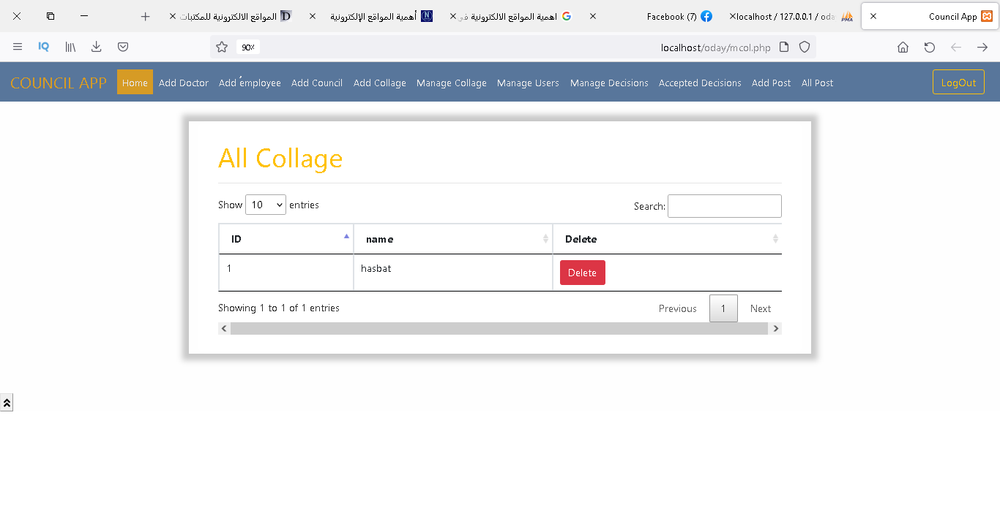 Council App
localhost / 127.0.0.1 / oda
Facebook (7)
اهمية المواقع الالكترونية في
أهمية المواقع الإلكترونية
المواقع الالكترونية للمكتبات
IQ
90٪
localhost/oday/mcol.php
COUNCIL APP Home Add Doctor Add َemployee Add Council Add Collage Manage Collage Manage Users Manage Decisions Accepted Decisions Add Post All Post LogOut
All Collage
Show 10 entries Search:
ID name Delete
1 hasbat Delete
Showing 1 to 1 of 1 entries Previous 1 Next